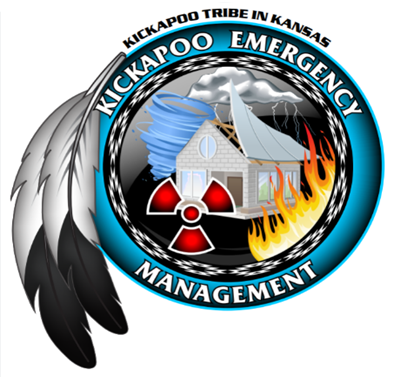 KICKAPOO TRIBE IN KANSAS
KICKAPOO EMERGENCY
MANAGEMENT